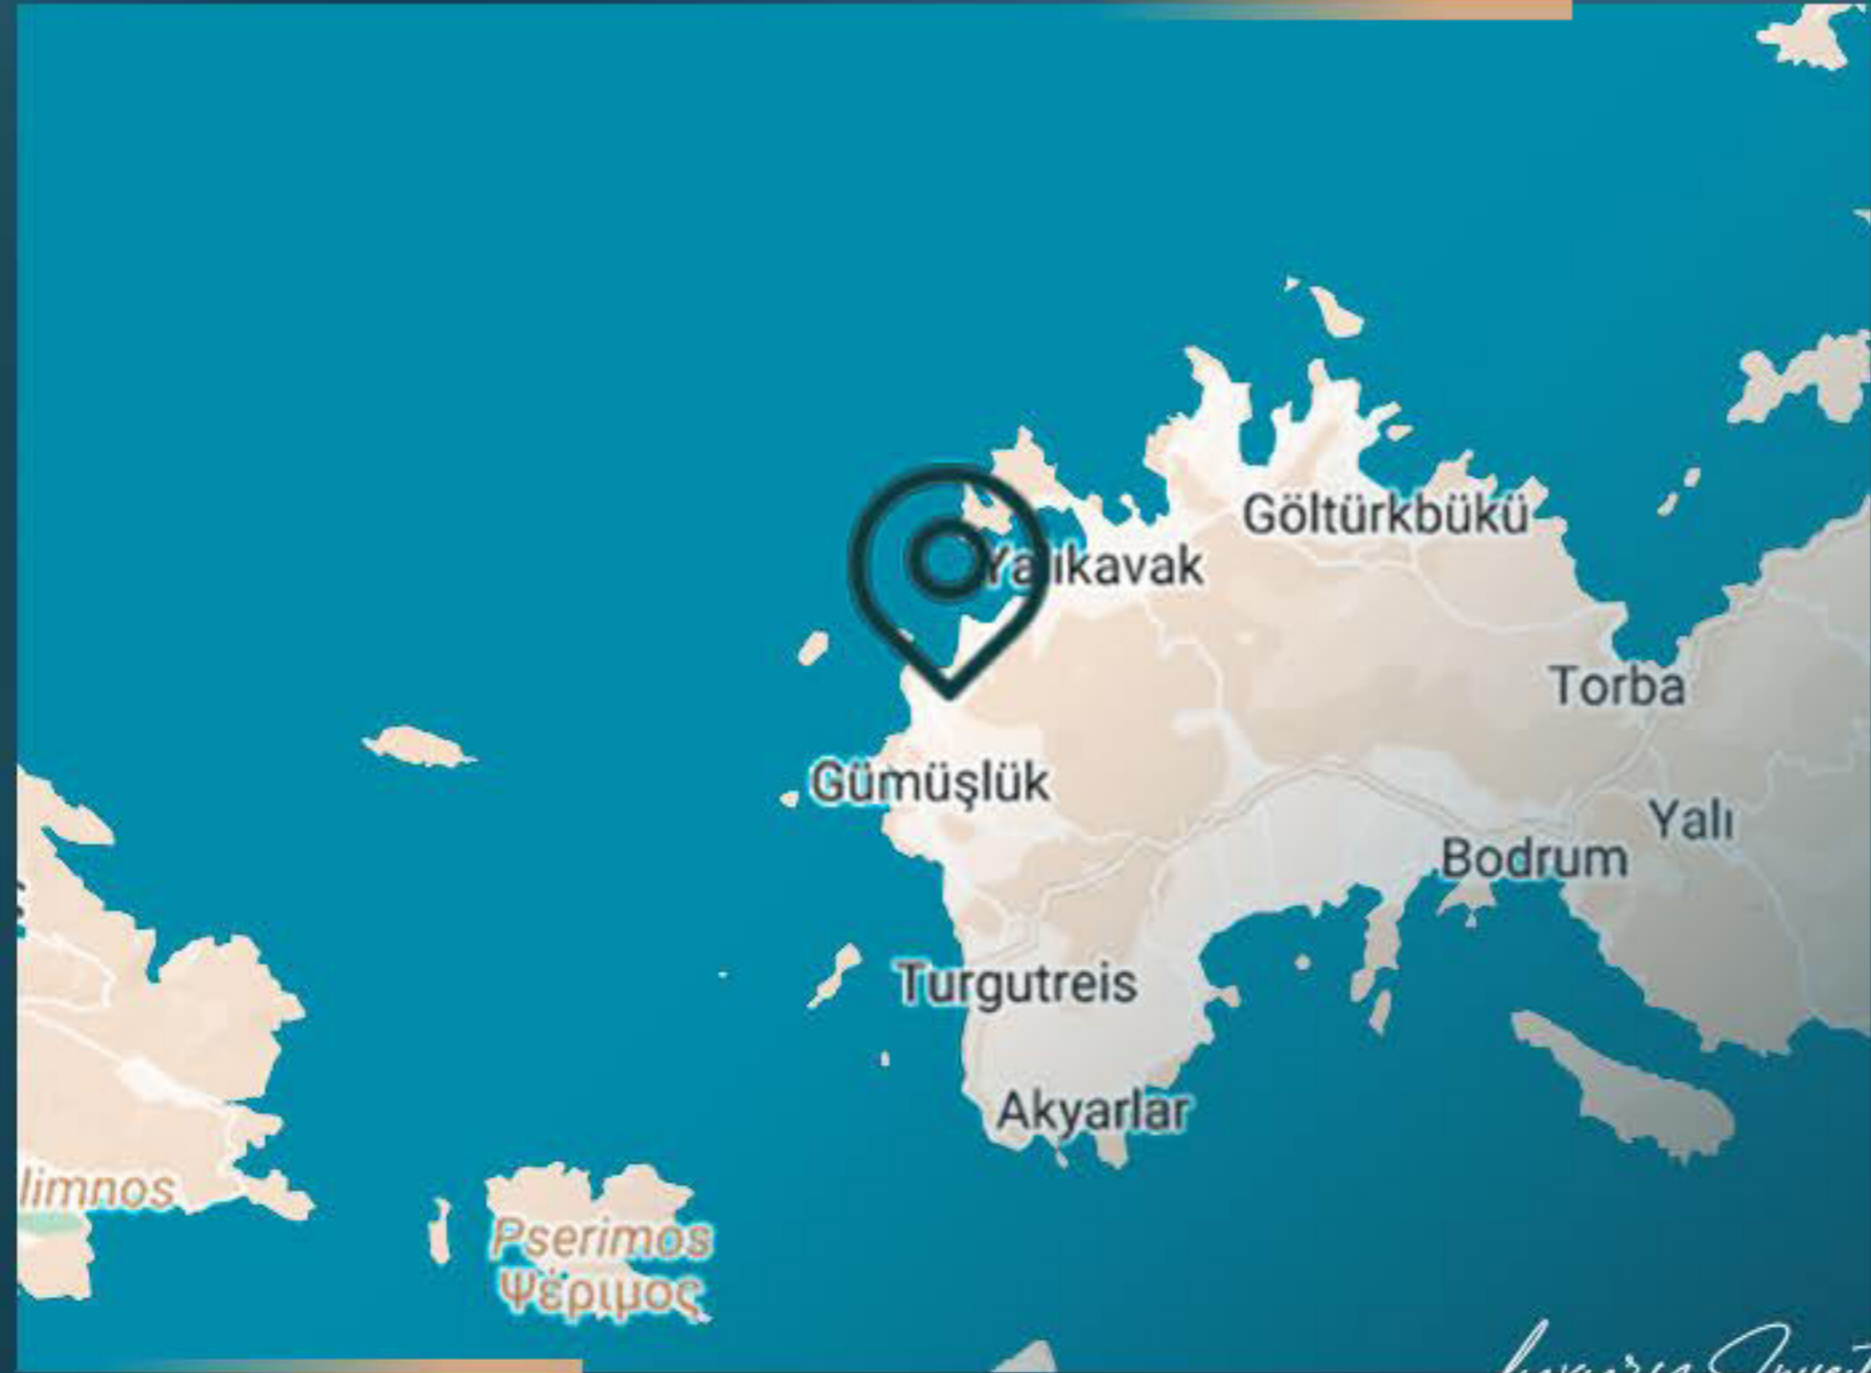 Göltürkbükü
Yalıkavak
Torba
Gümüşlük
Yalı
Bodrum
Turgutreis
Akyarlar
limnos
Pserimos
Ψέριμος